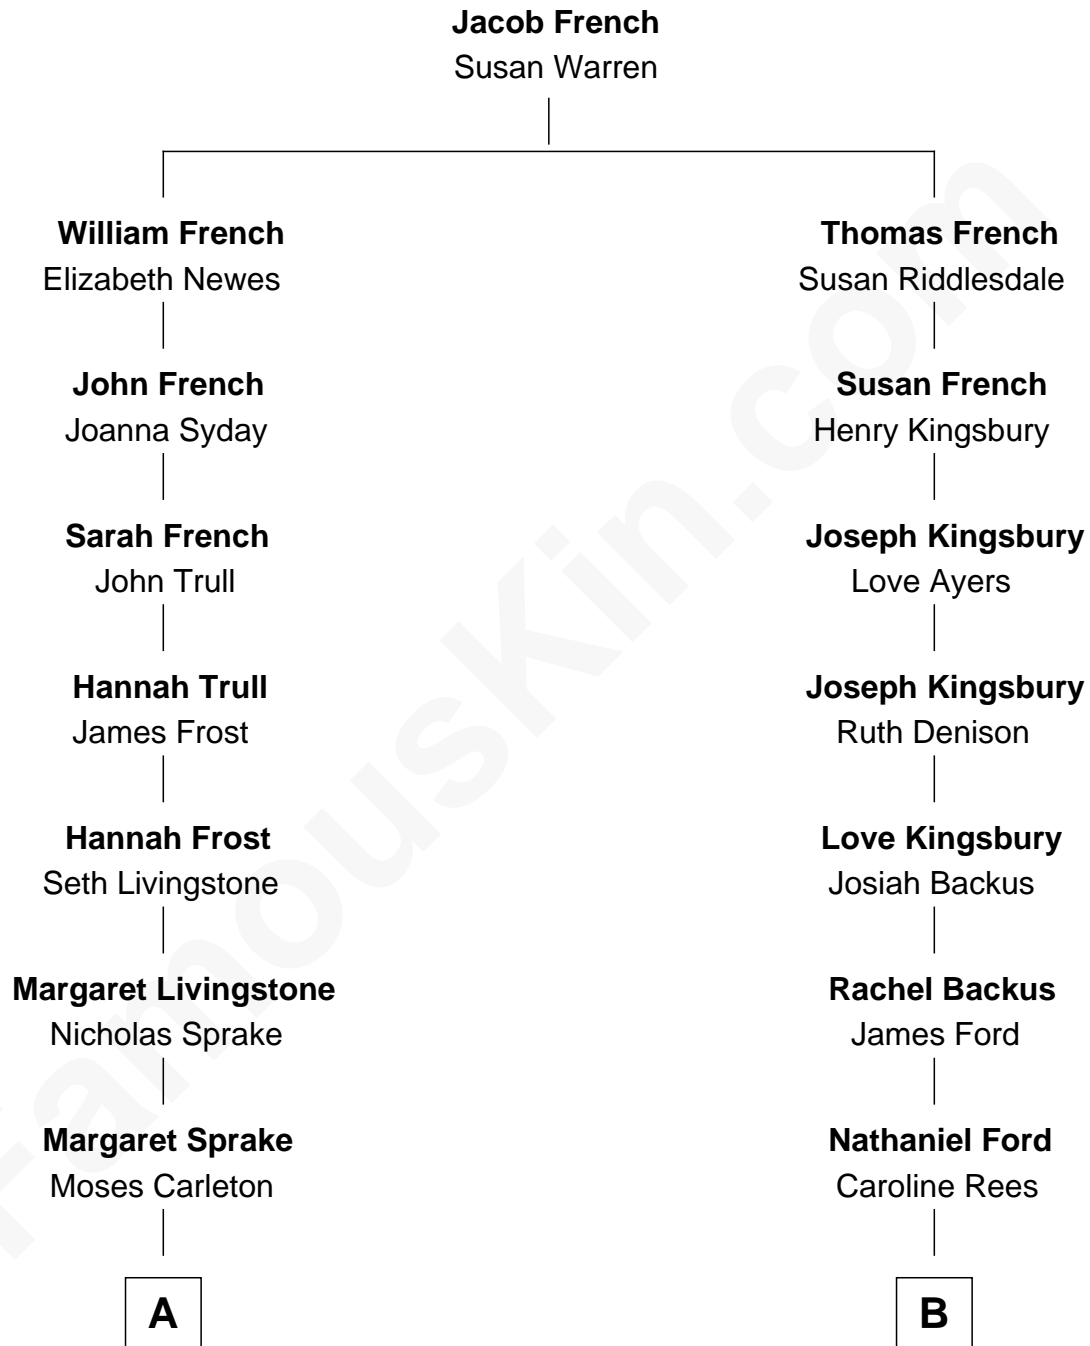 Jacob French
Susan Warren
William French
Elizabeth Newes
Thomas French
Susan Riddlesdale
John French
Joanna Syday
Susan French
Henry Kingsbury
Sarah French
John Trull
Joseph Kingsbury
Love Ayers
Hannah Trull
James Frost
Joseph Kingsbury
Ruth Denison
Hannah Frost
Seth Livingstone
Love Kingsbury
Josiah Backus
Margaret Livingstone
Nicholas Sprake
Rachel Backus
James Ford
Margaret Sprake
Moses Carleton
Nathaniel Ford
Caroline Rees
A
B
FamousKin.com